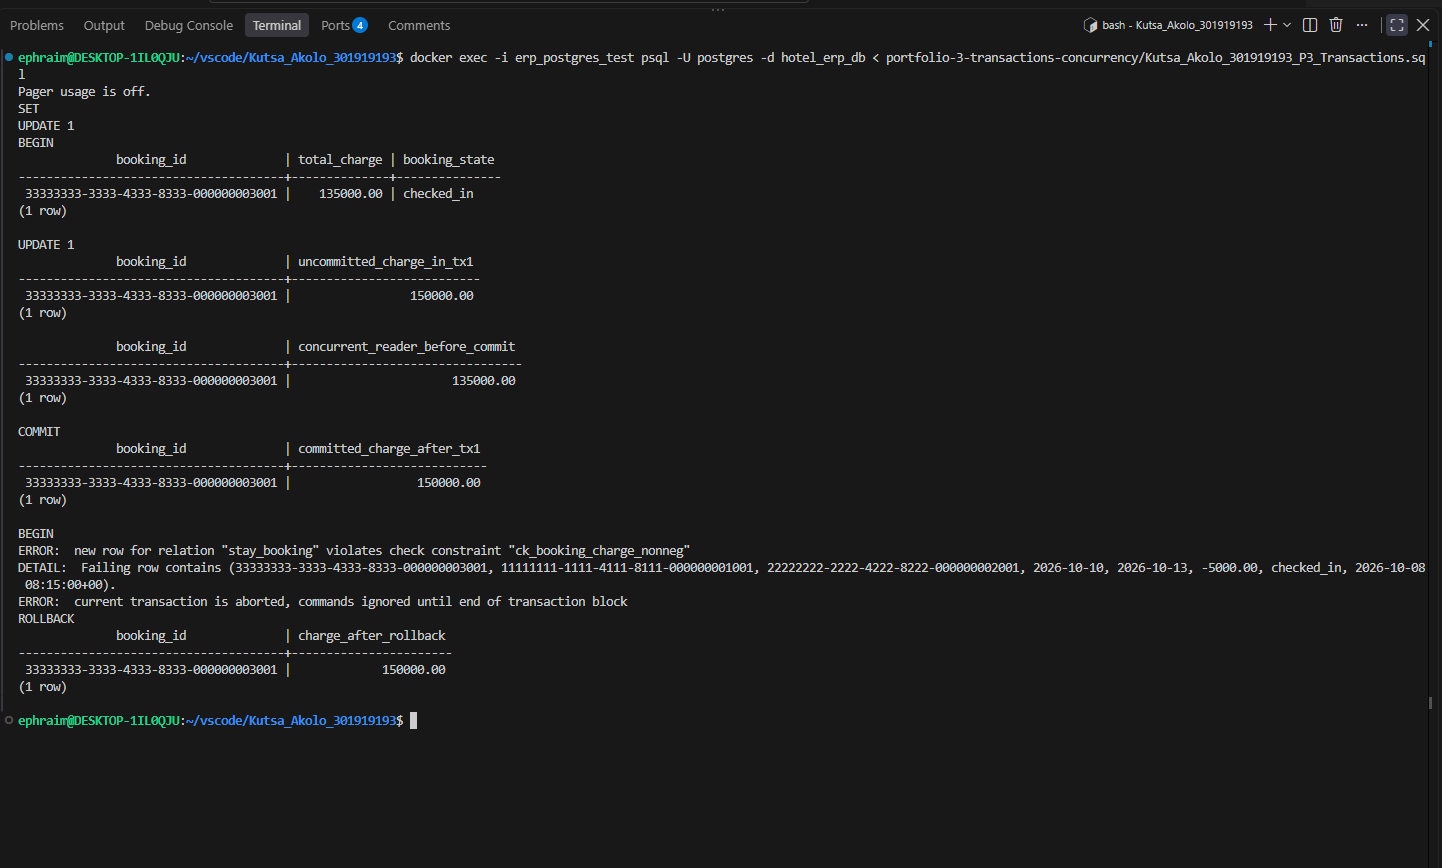 Problems Output Debug Console Terminal Ports 4 Comments bash - Kutsa_Akolo_301919193
ephraim@DESKTOP-1IL0QJU:~/vscode/Kutsa_Akolo_301919193$ docker exec -i erp_postgres_test psql -U postgres -d hotel_erp_db < portfolio-3-transactions-concurrency/Kutsa_Akolo_301919193_P3_Transactions.sq
l
Pager usage is off.
SET
UPDATE 1
BEGIN
booking_id | total_charge | booking_state
--------------------------------------+--------------+---------------
33333333-3333-4333-8333-000000003001 | 135000.00 | checked_in
(1 row)
UPDATE 1
booking_id | uncommitted_charge_in_tx1
--------------------------------------+---------------------------
33333333-3333-4333-8333-000000003001 | 150000.00
(1 row)
booking_id | concurrent_reader_before_commit
--------------------------------------+---------------------------------
33333333-3333-4333-8333-000000003001 | 135000.00
(1 row)
COMMIT
booking_id | committed_charge_after_tx1
--------------------------------------+----------------------------
33333333-3333-4333-8333-000000003001 | 150000.00
(1 row)
BEGIN
ERROR:  new row for relation "stay_booking" violates check constraint "ck_booking_charge_nonneg"
DETAIL:  Failing row contains (33333333-3333-4333-8333-000000003001, 11111111-1111-4111-8111-000000001001, 22222222-2222-4222-8222-000000002001, 2026-10-10, 2026-10-13, -5000.00, checked_in, 2026-10-08
08:15:00+00).
ERROR:  current transaction is aborted, commands ignored until end of transaction block
ROLLBACK
booking_id | charge_after_rollback
--------------------------------------+-----------------------
33333333-3333-4333-8333-000000003001 | 150000.00
(1 row)
ephraim@DESKTOP-1IL0QJU:~/vscode/Kutsa_Akolo_301919193$